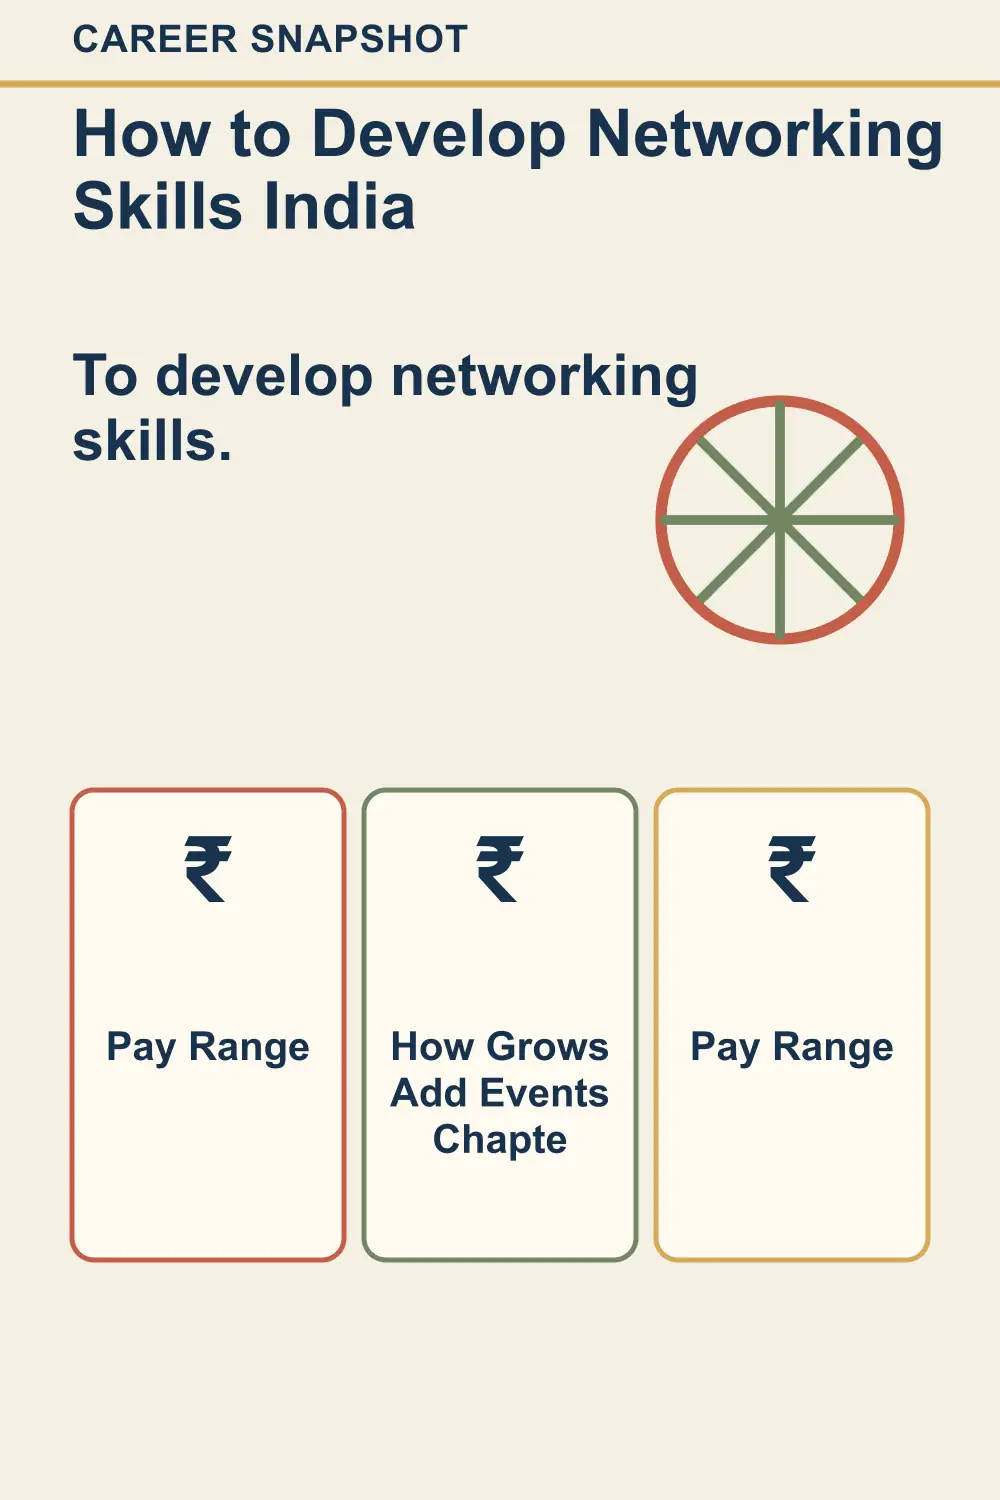 CAREER SNAPSHOT
How to Develop Networking
Skills India
To develop networking
skills.
₹
₹
₹
Pay Range
How Grows
Add Events
Chapte
Pay Range